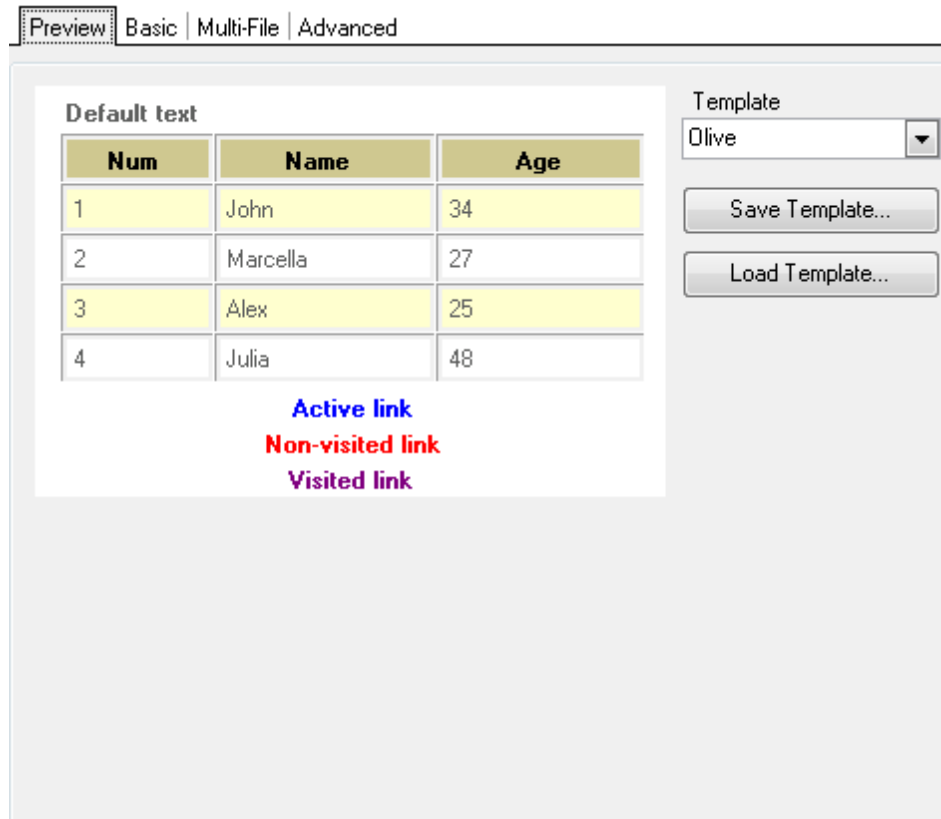 Preview Basic Multi-File Advanced
Default text
Num Name Age
1 John 34
2 Marcella 27
3 Alex 25
4 Julia 48
Active link
Non-visited link
Visited link
Template
Olive
Save Template...
Load Template...